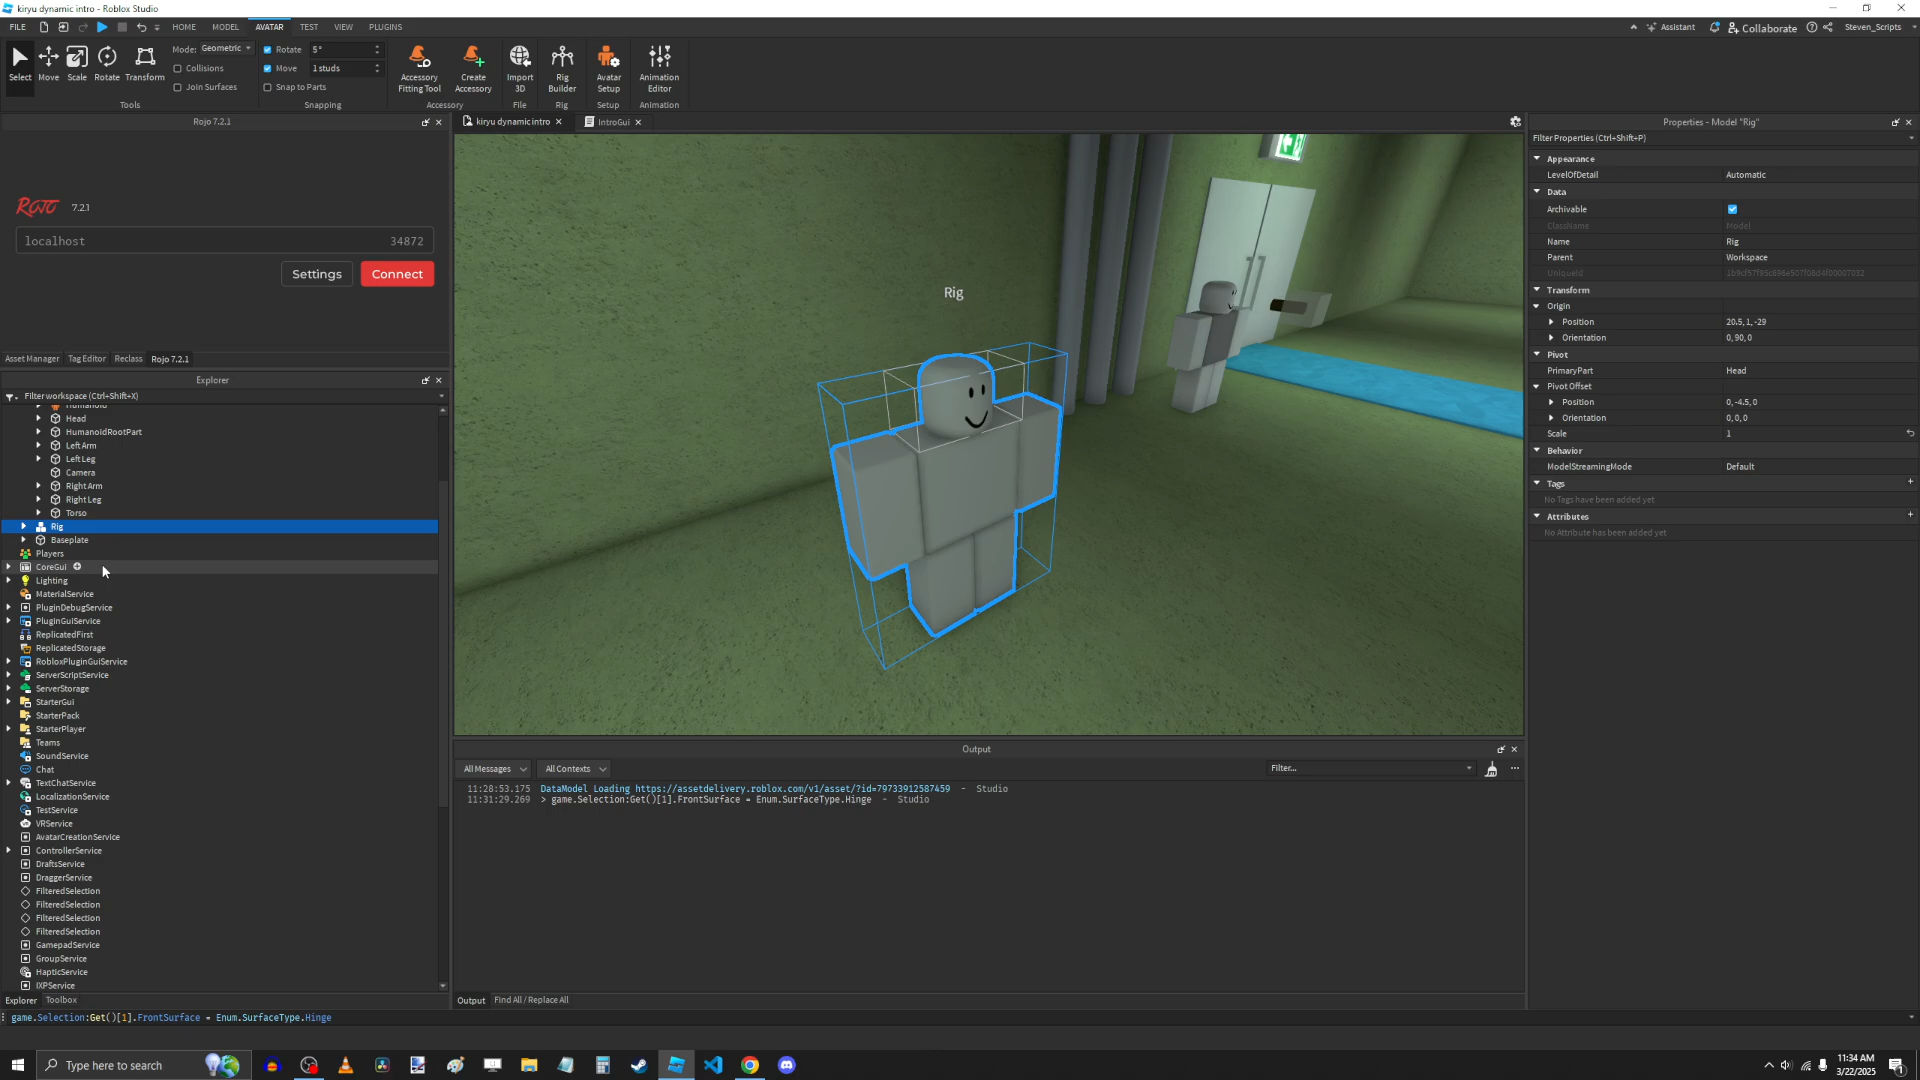 kiryu dynamic intro - Roblox Studio
FILE
HOME MODEL AVATAR TEST VIEW PLUGINS
Assistant Collaborate Steven_Scripts
Select Move Scale Rotate Transform
Mode: Geometric
Collisions
Join Surfaces
Tools
Rotate 5°
Move 1 studs
Snap to Parts
Snapping
Accessory Fitting Tool
Create Accessory
Accessory
Import 3D
File
Rig Builder
Rig
Avatar Setup
Setup
Animation Editor
Animation
Rojo 7.2.1
ROJO 7.2.1
localhost 34872
Settings Connect
Asset Manager Tag Editor Reclass Rojo 7.2.1
Explorer
Filter workspace (Ctrl+Shift+X)
Humanoid
Head
HumanoidRootPart
Left Arm
Left Leg
Camera
Right Arm
Right Leg
Torso
Rig
Baseplate
Players
CoreGui
Lighting
MaterialService
PluginDebugService
PluginGuiService
ReplicatedFirst
ReplicatedStorage
RobloxPluginGuiService
ServerScriptService
ServerStorage
StarterGui
StarterPack
StarterPlayer
Teams
SoundService
Chat
TextChatService
LocalizationService
TestService
VRService
AvatarCreationService
ControllerService
DraftsService
DraggerService
FilteredSelection
FilteredSelection
FilteredSelection
FilteredSelection
GamepadService
GroupService
HapticService
IXPService
Explorer Toolbox
kiryu dynamic intro IntroGui
Rig
Output
All Messages All Contexts Filter...
11:28:53.175 DataModel Loading https://assetdelivery.roblox.com/v1/asset/?id=79733912587459 - Studio
11:31:29.269 > game.Selection:Get()[1].FrontSurface = Enum.SurfaceType.Hinge - Studio
Output Find All / Replace All
Properties - Model "Rig"
Filter Properties (Ctrl+Shift+P)
Appearance
LevelOfDetail Automatic
Data
Archivable
ClassName Model
Name Rig
Parent Workspace
UniqueId
Transform
Origin
Position 20.5, 1, -29
Orientation 0, 90, 0
Pivot
PrimaryPart Head
Pivot Offset
Position 0, -4.5, 0
Orientation 0, 0, 0
Scale 1
Behavior
ModelStreamingMode Default
Tags
No Tags have been added yet
Attributes
No Attribute has been added yet
game.Selection:Get()[1].FrontSurface = Enum.SurfaceType.Hinge
Type here to search
11:34 AM
3/22/2025